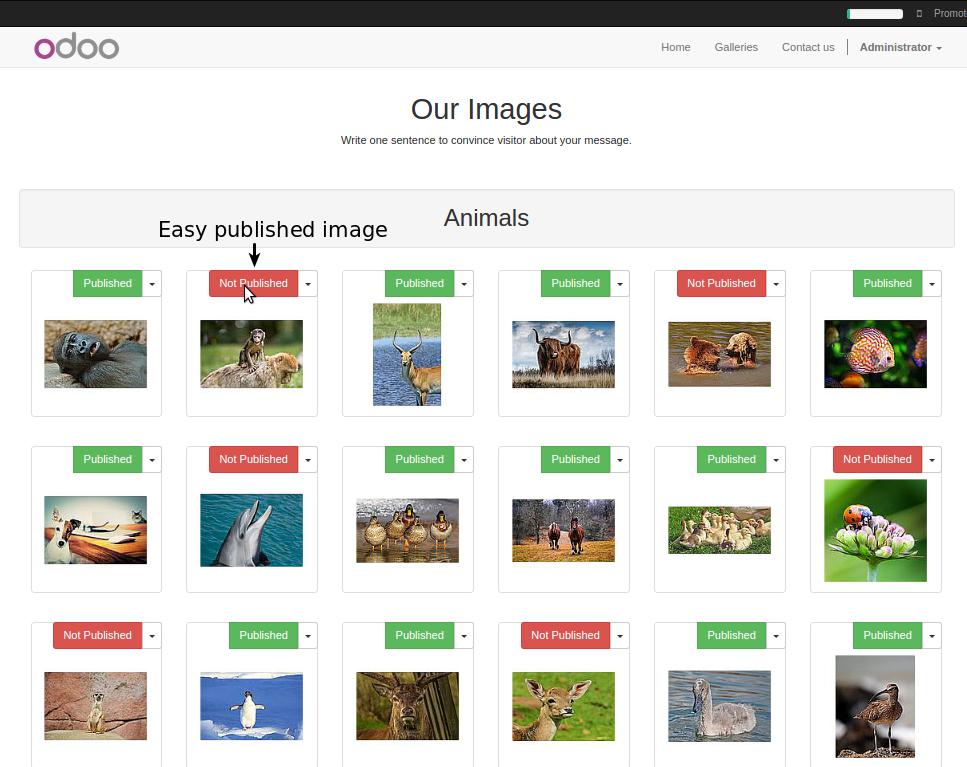 Promot
odoo
Home Galleries Contact us Administrator
Our Images
Write one sentence to convince visitor about your message.
Animals
Easy published image
Published Not Published Published Published Not Published Published
Published Not Published Published Published Published Not Published
Not Published Published Published Not Published Published Published